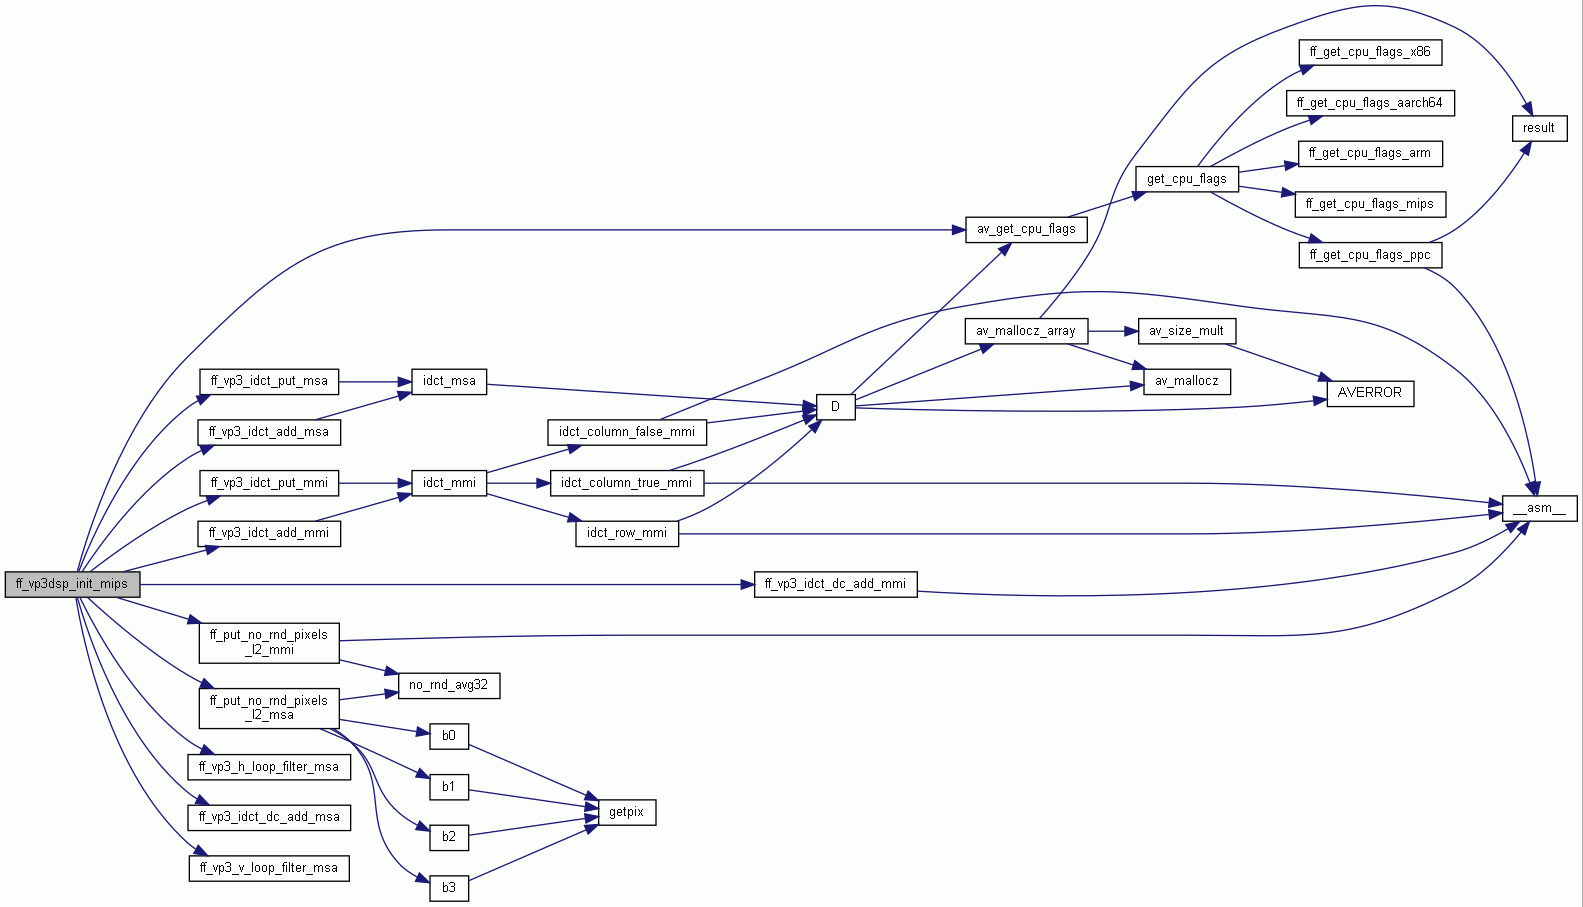 ff_get_cpu_flags_x86
ff_get_cpu_flags_aarch64
result
ff_get_cpu_flags_arm
get_cpu_flags
ff_get_cpu_flags_mips
av_get_cpu_flags
ff_get_cpu_flags_ppc
av_mallocz_array
av_size_mult
ff_vp3_idct_put_msa
idct_msa
av_mallocz
AVERROR
D
ff_vp3_idct_add_msa
idct_column_false_mmi
ff_vp3_idct_put_mmi
idct_mmi
idct_column_true_mmi
__asm__
ff_vp3_idct_add_mmi
idct_row_mmi
ff_vp3dsp_init_mips
ff_vp3_idct_dc_add_mmi
ff_put_no_rnd_pixels
_l2_mmi
no_rnd_avg32
ff_put_no_rnd_pixels
_l2_msa
b0
ff_vp3_h_loop_filter_msa
b1
getpix
ff_vp3_idct_dc_add_msa
b2
ff_vp3_v_loop_filter_msa
b3